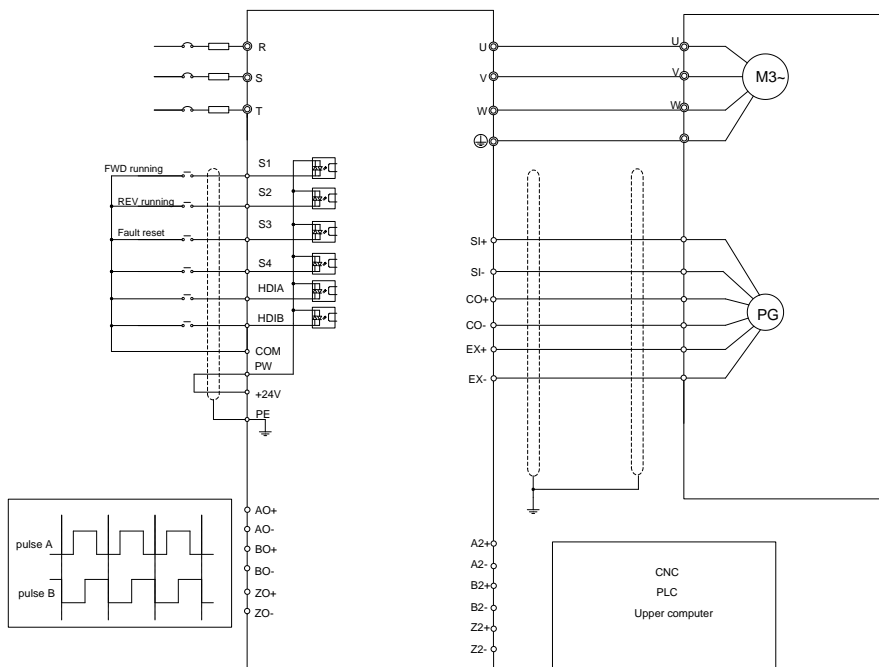 R
S
T
FWD running
S1
REV running
S2
Fault reset
S3
S4
HDIA
HDIB
COM
PW
+24V
PE
pulse A
pulse B
AO+
AO-
BO+
BO-
ZO+
ZO-
U
V
W
U
V
W
M3~
SI+
SI-
CO+
CO-
EX+
EX-
PG
A2+
A2-
B2+
B2-
Z2+
Z2-
CNC
PLC
Upper computer